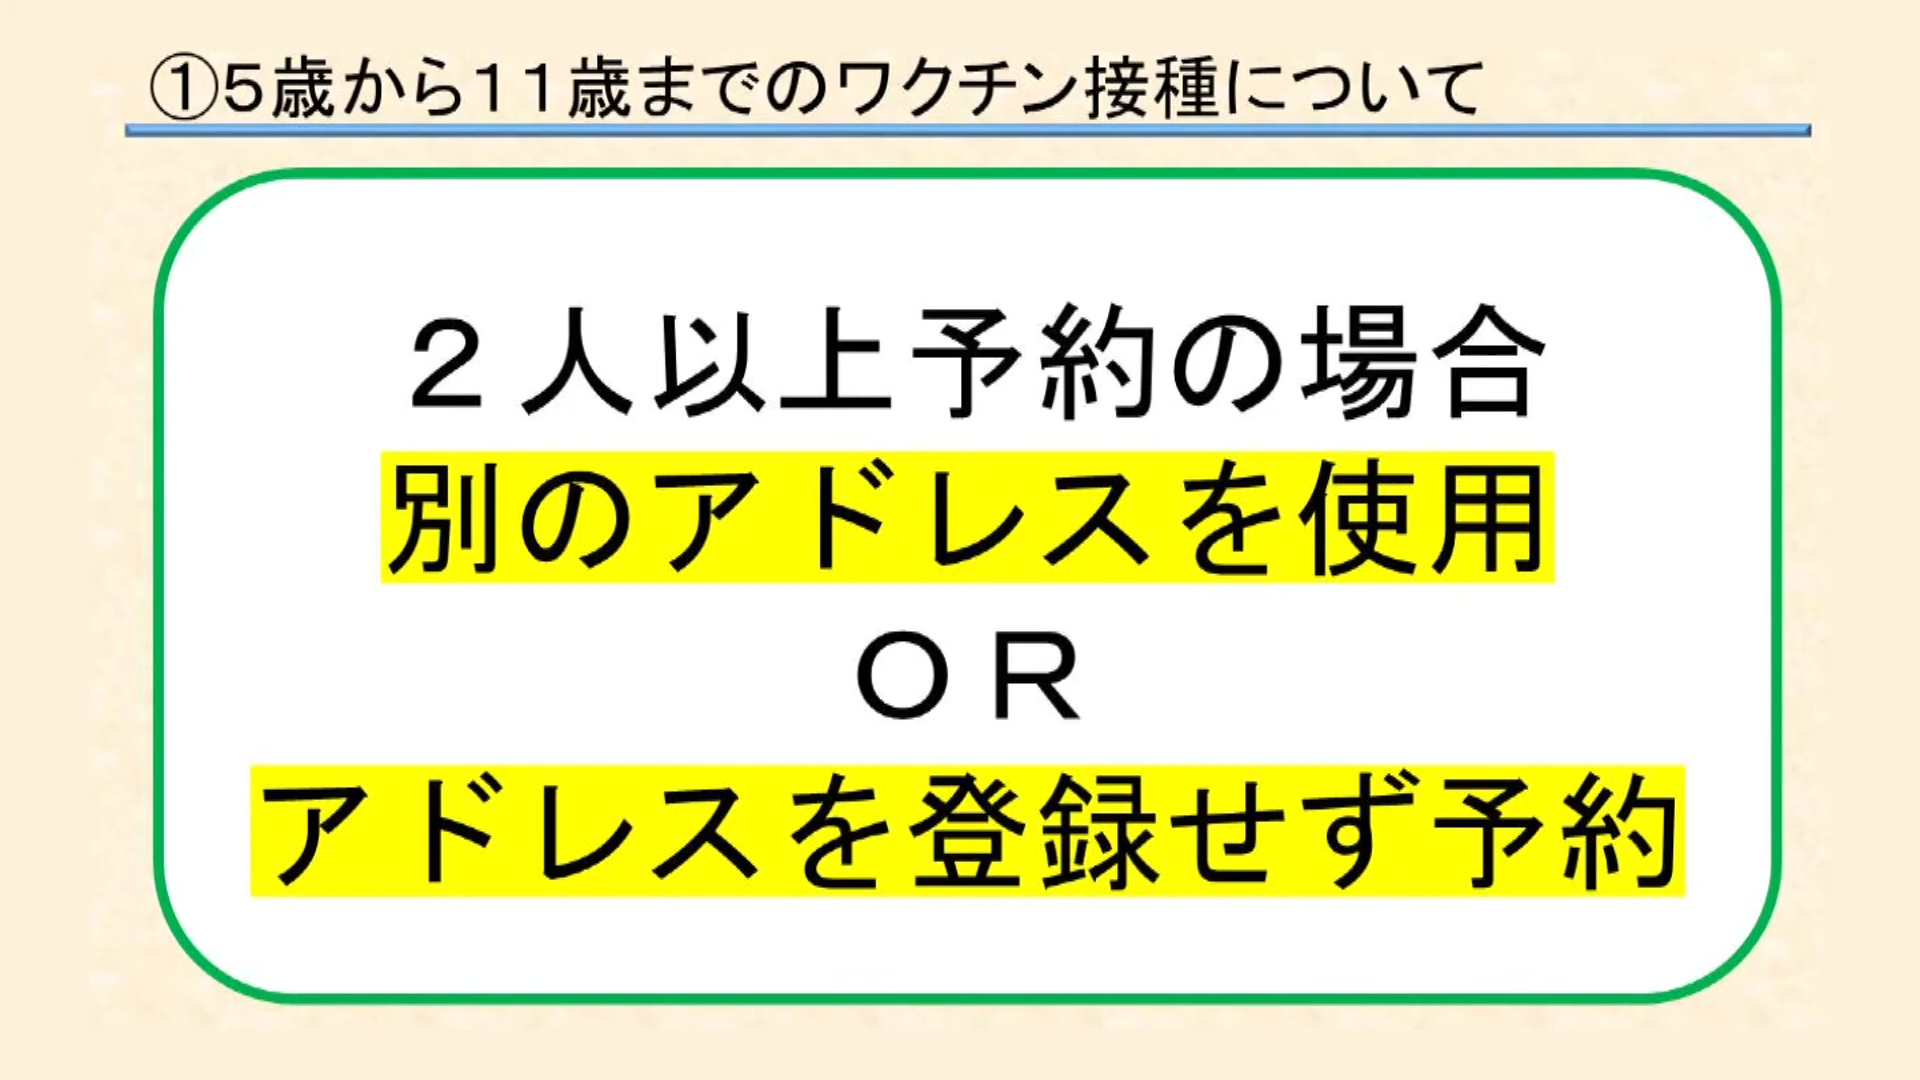 ①５歳から１１歳までのワクチン接種について
２人以上予約の場合
別のアドレスを使用
ＯＲ
アドレスを登録せず予約